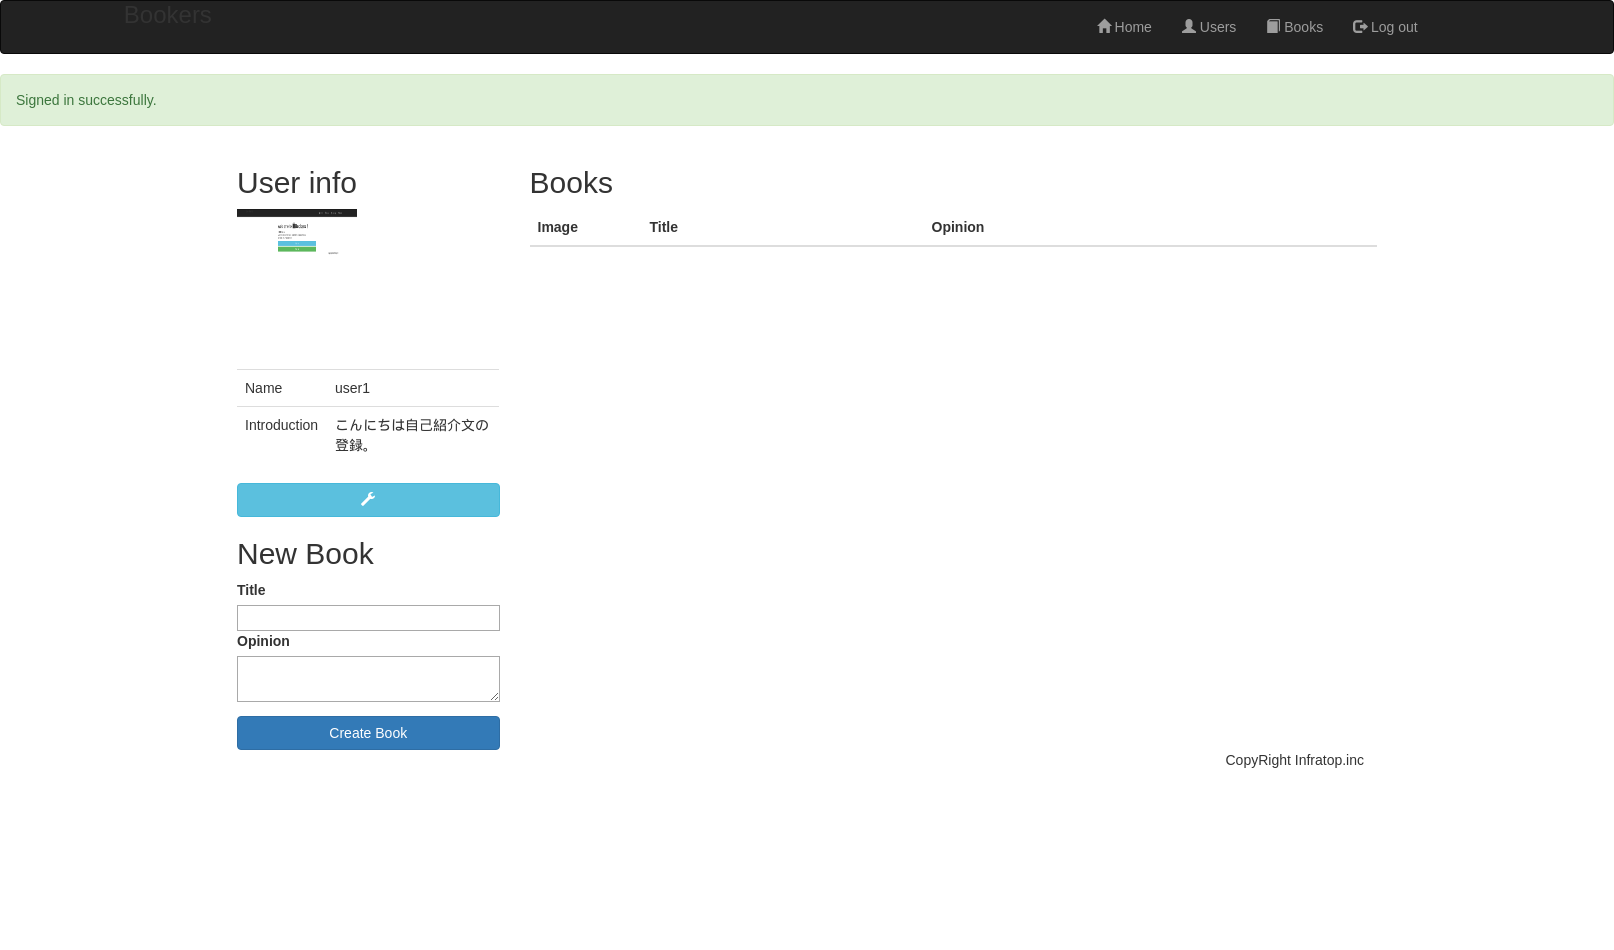 Bookers
Home
Users
Books
Log out
Signed in successfully.
User info
Name
user1
Introduction
こんにちは自己紹介文の
登録。
New Book
Title
Opinion
Create Book
Books
Image
Title
Opinion
CopyRight Infratop.inc